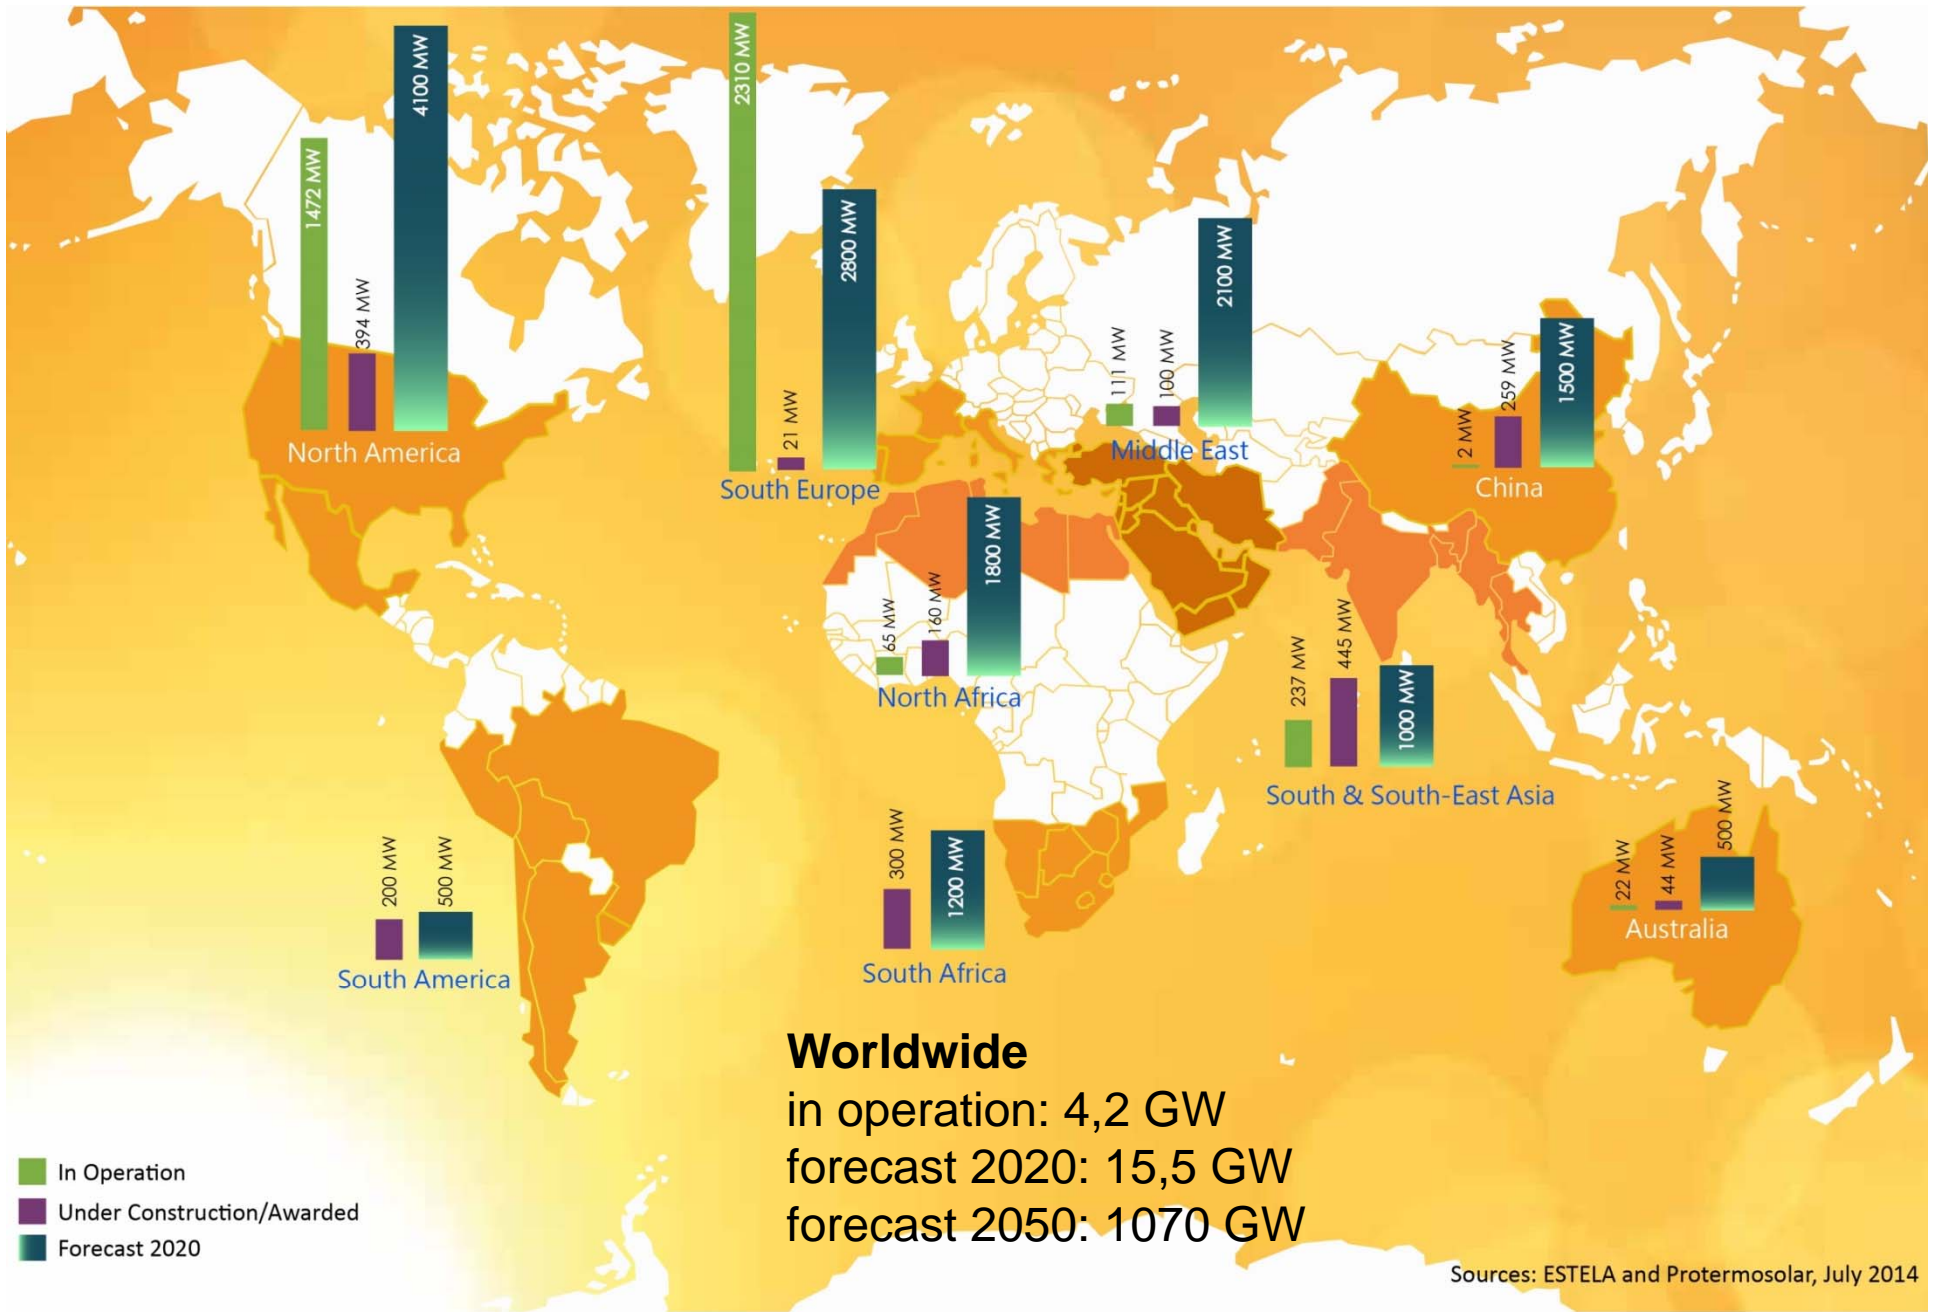 1472 MW
394 MW
4100 MW
North America
2310 MW
21 MW
2800 MW
South Europe
111 MW
100 MW
2100 MW
Middle East
2 MW
259 MW
1500 MW
China
65 MW
160 MW
1800 MW
North Africa
237 MW
445 MW
1000 MW
South & South-East Asia
200 MW
500 MW
South America
300 MW
1200 MW
South Africa
22 MW
44 MW
500 MW
Australia
Worldwide
in operation: 4,2 GW
forecast 2020: 15,5 GW
forecast 2050: 1070 GW
In Operation
Under Construction/Awarded
Forecast 2020
Sources: ESTELA and Protermosolar, July 2014